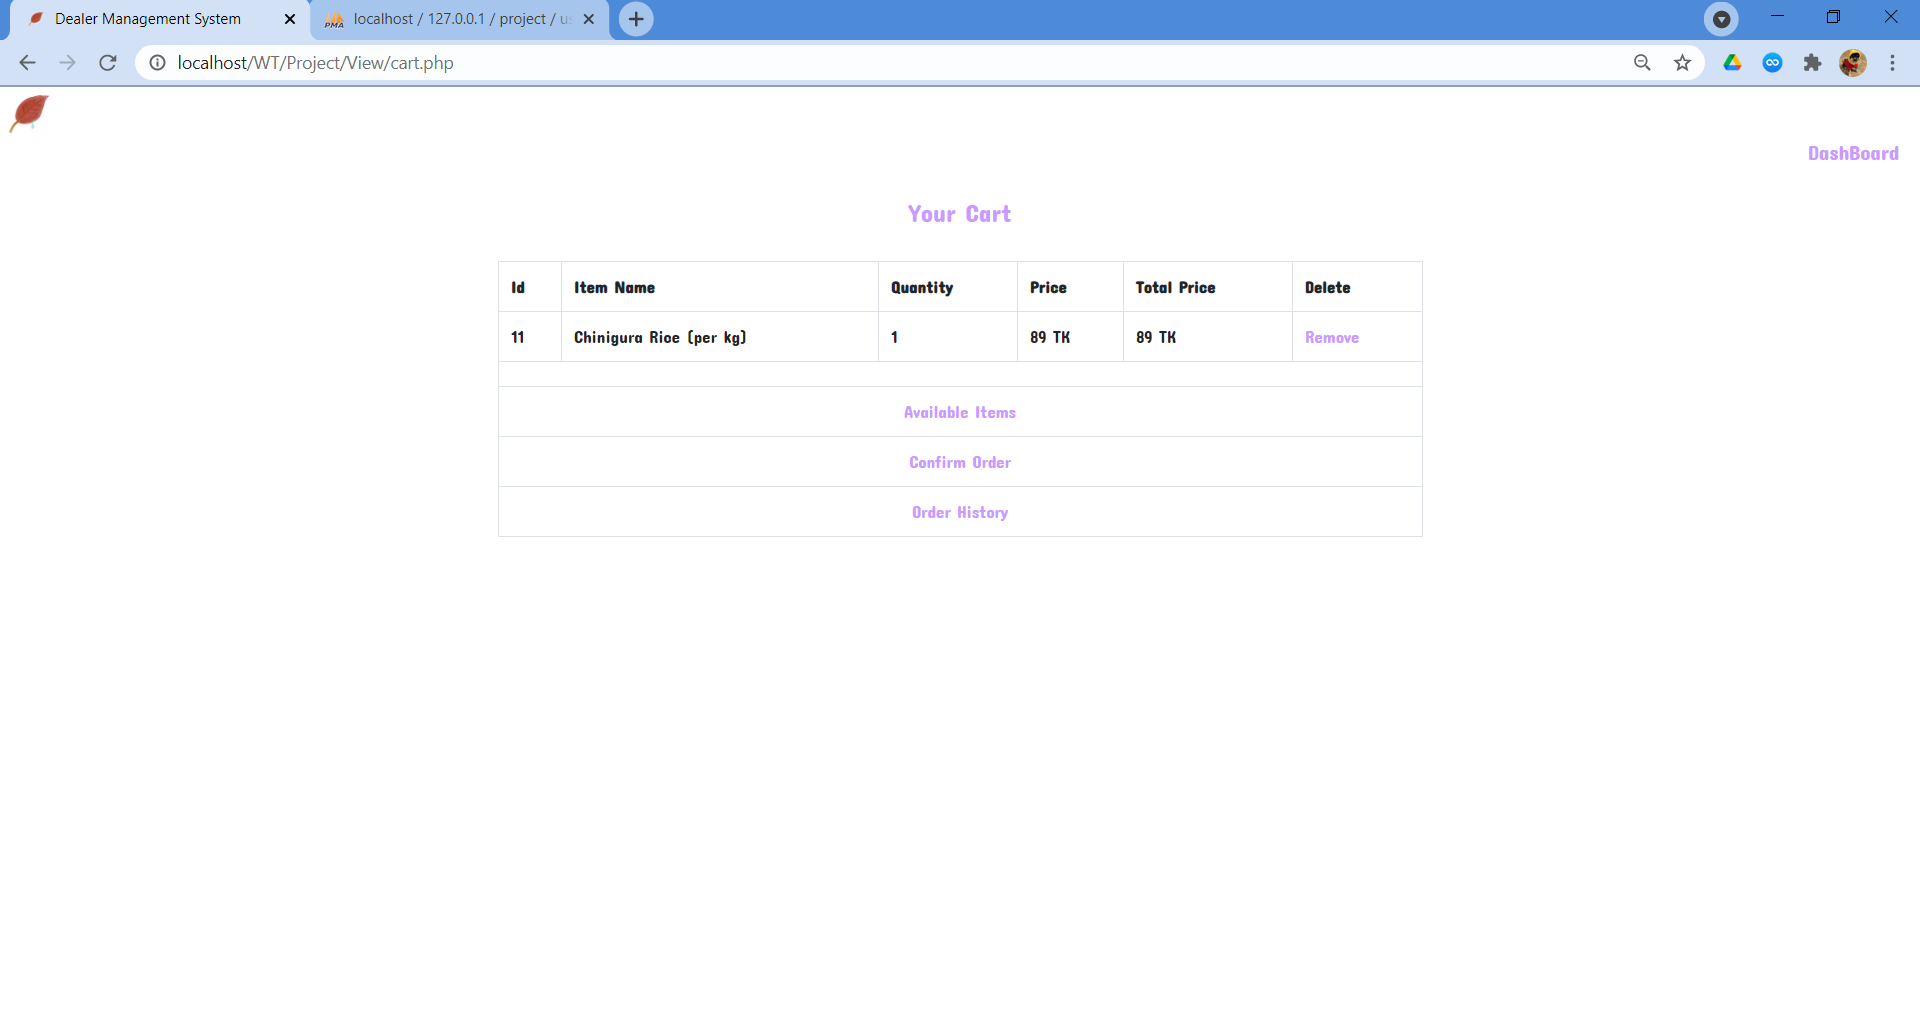 Dealer Management System
localhost / 127.0.0.1 / project / us
localhost/WT/Project/View/cart.php
DashBoard
Your Cart
Id Item Name Quantity Price Total Price Delete
11 Chinigura Rice (per kg) 1 89 TK 89 TK Remove
Available Items
Confirm Order
Order History